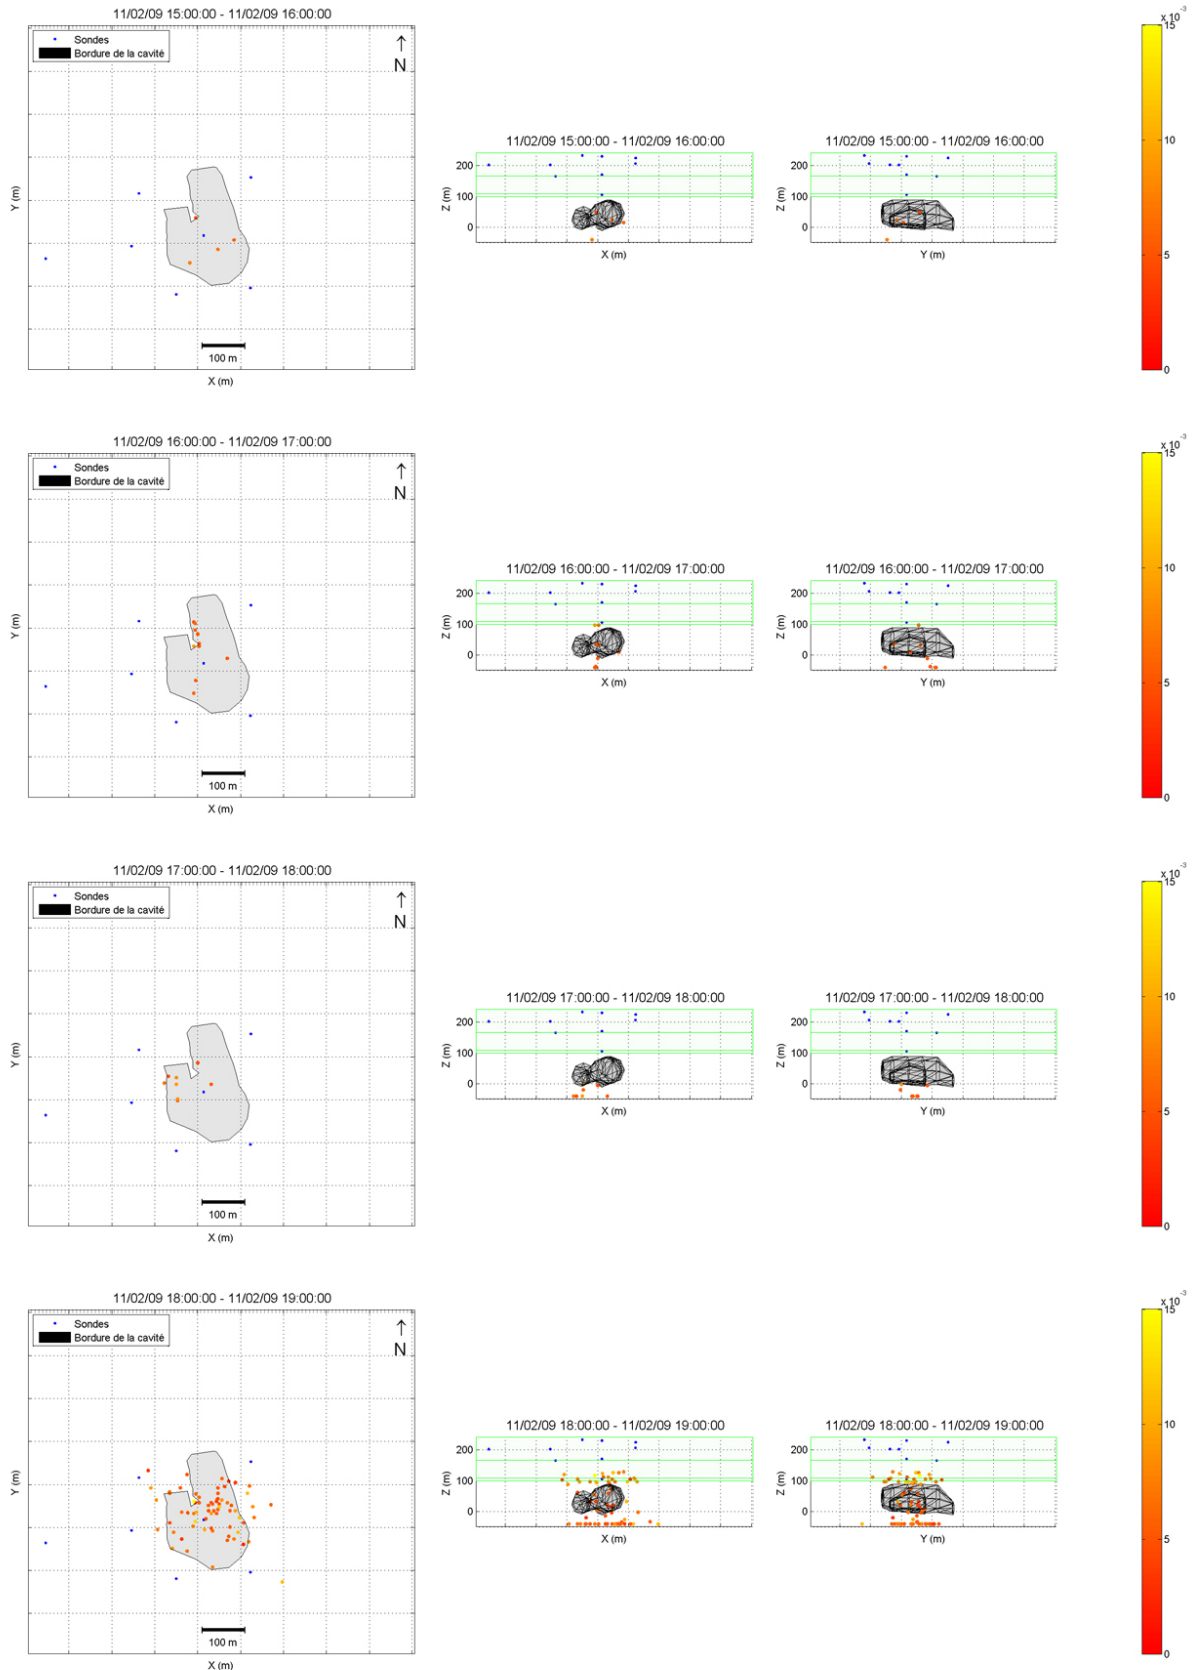 11/02/09 15:00:00 - 11/02/09 16:00:00
Sondes
Bordure de la cavité
N
Y (m)
100 m
X (m)
11/02/09 15:00:00 - 11/02/09 16:00:00
200
100
0
Z (m)
X (m)
11/02/09 15:00:00 - 11/02/09 16:00:00
200
100
0
Z (m)
Y (m)
x 10^-3
15
10
5
0
11/02/09 16:00:00 - 11/02/09 17:00:00
Sondes
Bordure de la cavité
N
Y (m)
100 m
X (m)
11/02/09 16:00:00 - 11/02/09 17:00:00
200
100
0
Z (m)
X (m)
11/02/09 16:00:00 - 11/02/09 17:00:00
200
100
0
Z (m)
Y (m)
x 10^-3
15
10
5
0
11/02/09 17:00:00 - 11/02/09 18:00:00
Sondes
Bordure de la cavité
N
Y (m)
100 m
X (m)
11/02/09 17:00:00 - 11/02/09 18:00:00
200
100
0
Z (m)
X (m)
11/02/09 17:00:00 - 11/02/09 18:00:00
200
100
0
Z (m)
Y (m)
x 10^-3
15
10
5
0
11/02/09 18:00:00 - 11/02/09 19:00:00
Sondes
Bordure de la cavité
N
Y (m)
100 m
X (m)
11/02/09 18:00:00 - 11/02/09 19:00:00
200
100
0
Z (m)
X (m)
11/02/09 18:00:00 - 11/02/09 19:00:00
200
100
0
Z (m)
Y (m)
x 10^-3
15
10
5
0